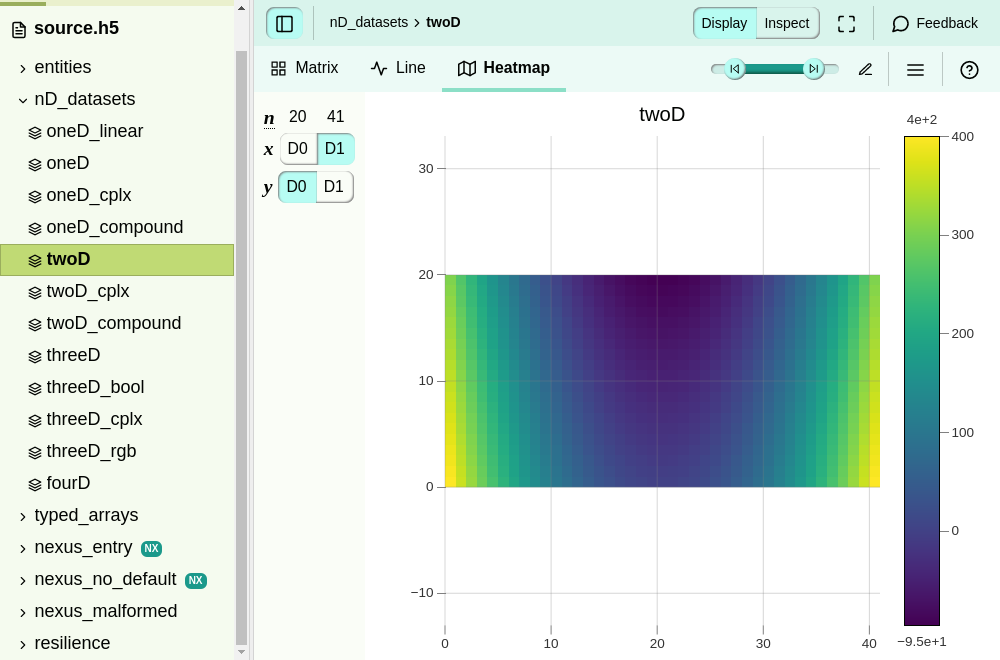 source.h5
entities
nD_datasets
oneD_linear
oneD
oneD_cplx
oneD_compound
twoD
twoD_cplx
twoD_compound
threeD
threeD_bool
threeD_cplx
threeD_rgb
fourD
typed_arrays
nexus_entry NX
nexus_no_default NX
nexus_malformed
resilience
nD_datasets › twoD
Display Inspect
Feedback
Matrix Line Heatmap
n 20 41
x D0 D1
y D0 D1
twoD
30
20
10
0
−10
0 10 20 30 40
4e+2
400
300
200
100
0
−9.5e+1